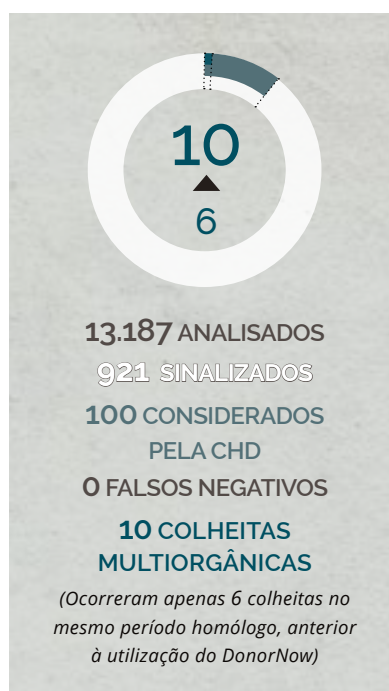 10
6
13.187 ANALISADOS
921 SINALIZADOS
100 CONSIDERADOS
PELA CHD
0 FALSOS NEGATIVOS
10 COLHEITAS
MULTIORGÂNICAS
(Ocorreram apenas 6 colheitas no
mesmo período homólogo, anterior
à utilização do DonorNow)